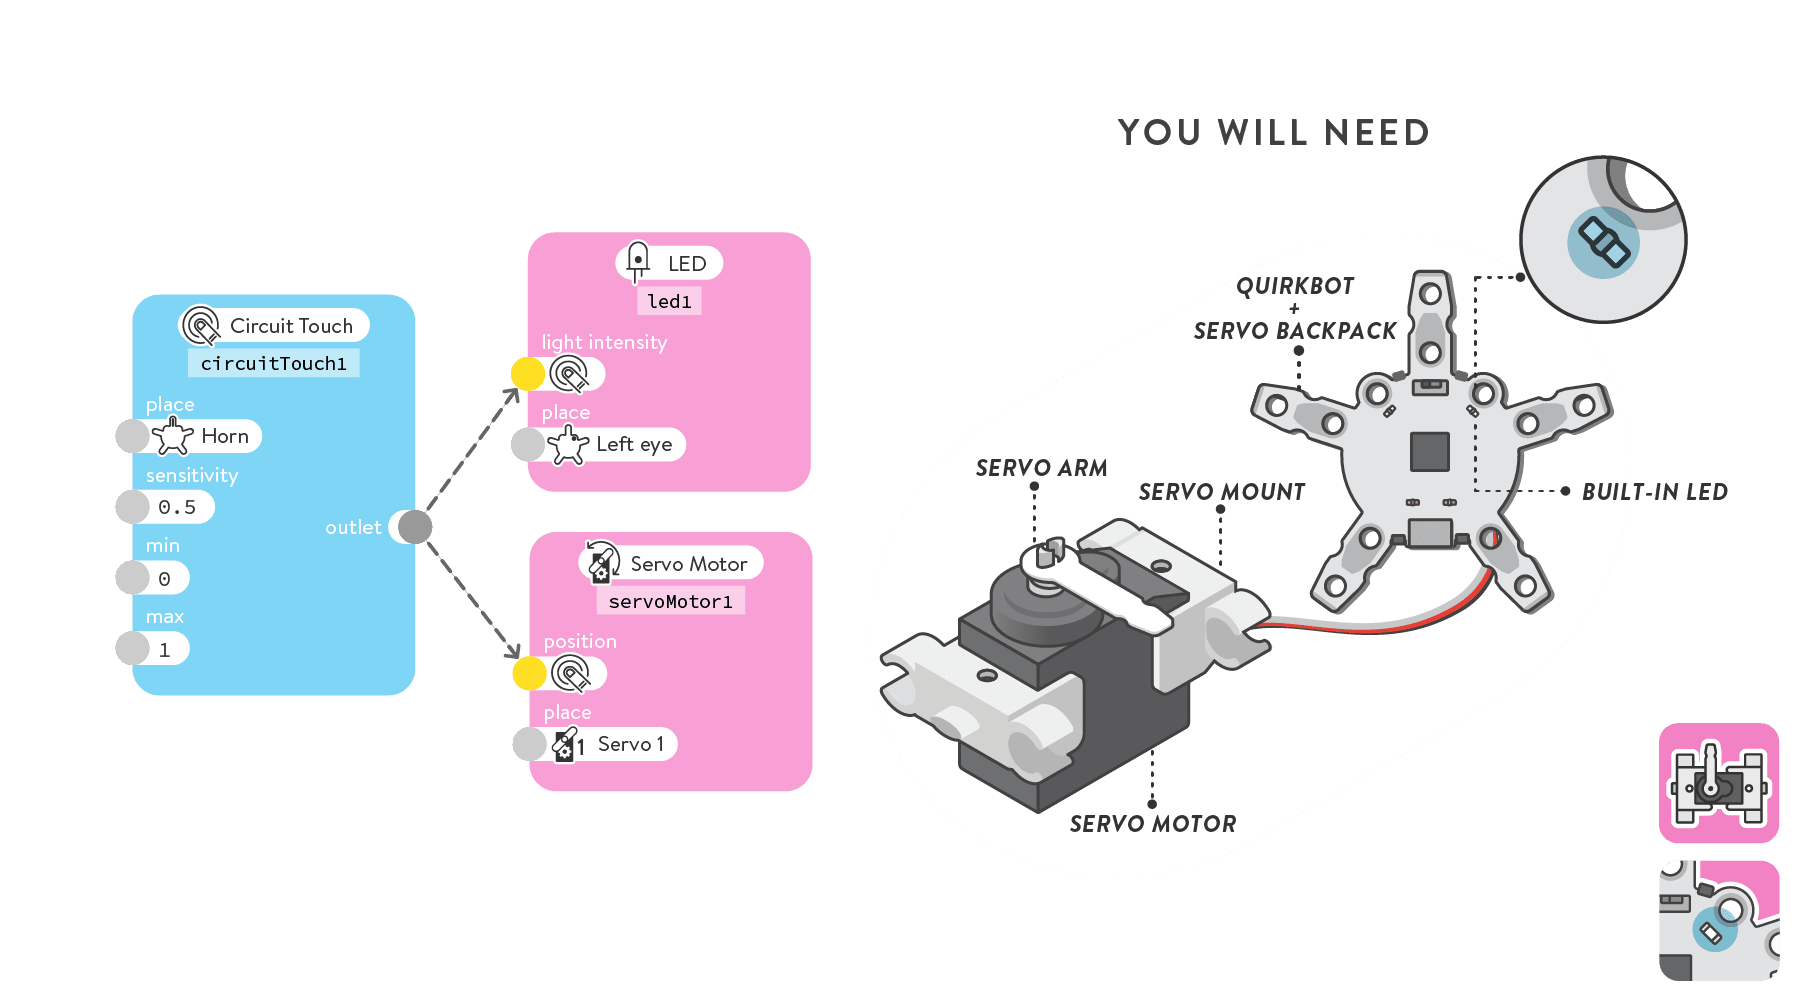 YOU WILL NEED
Circuit Touch
circuitTouch1
place
Horn
sensitivity
0.5
min
0
max
1
outlet
LED
led1
light intensity
place
Left eye
Servo Motor
servoMotor1
position
place
1 Servo 1
QUIRKBOT
+
SERVO BACKPACK
SERVO ARM
SERVO MOUNT
BUILT-IN LED
SERVO MOTOR